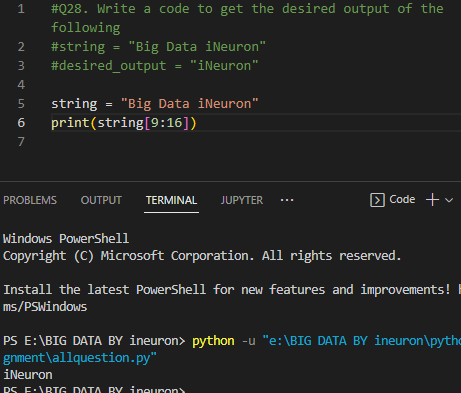 1 #Q28. Write a code to get the desired output of the
following
2 #string = "Big Data iNeuron"
3 #desired_output = "iNeuron"
4
5 string = "Big Data iNeuron"
6 print(string[9:16])
7
PROBLEMS OUTPUT TERMINAL JUPYTER ··· Code
Windows PowerShell
Copyright (C) Microsoft Corporation. All rights reserved.
Install the latest PowerShell for new features and improvements!
ms/PSWindows
PS E:\BIG DATA BY ineuron> python -u "e:\BIG DATA BY ineuron\pytho
gnment\allquestion.py"
iNeuron
PS E:\BIG DATA BY ineuron>